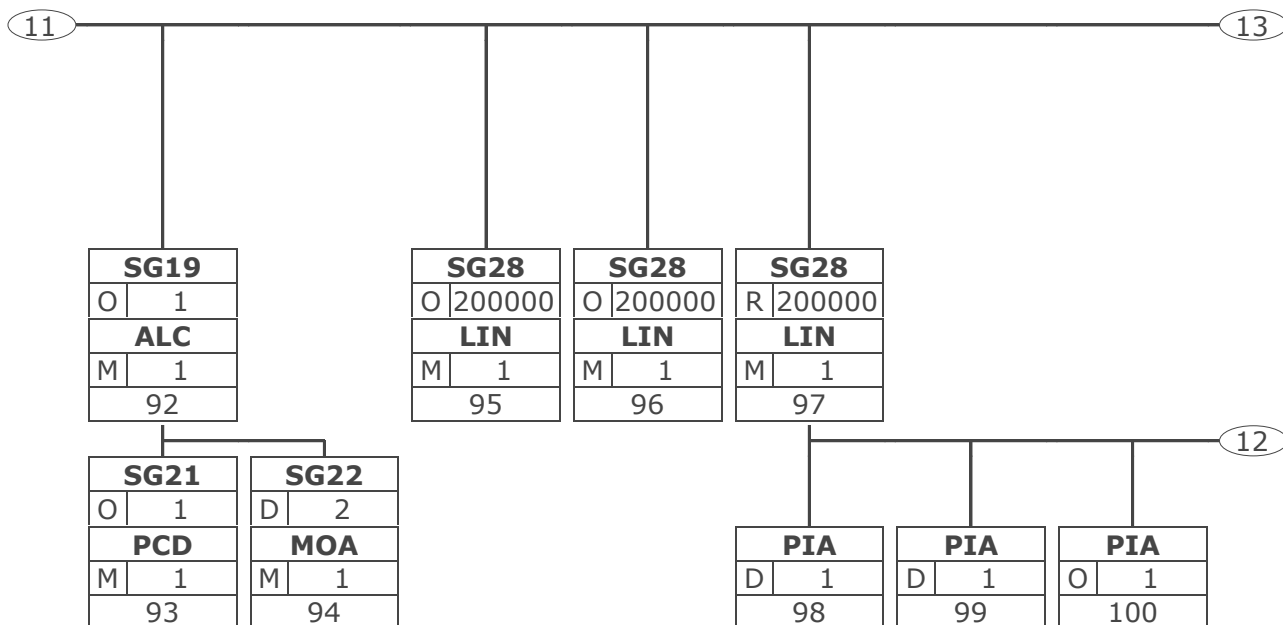 11 13
SG19 SG28 SG28 SG28
O 1 O 200000 O 200000 R 200000
ALC LIN LIN LIN
M 1 M 1 M 1 M 1
92 95 96 97
12
SG21 SG22
O 1 D 2
PCD MOA PIA PIA PIA
M 1 M 1 D 1 D 1 O 1
93 94 98 99 100